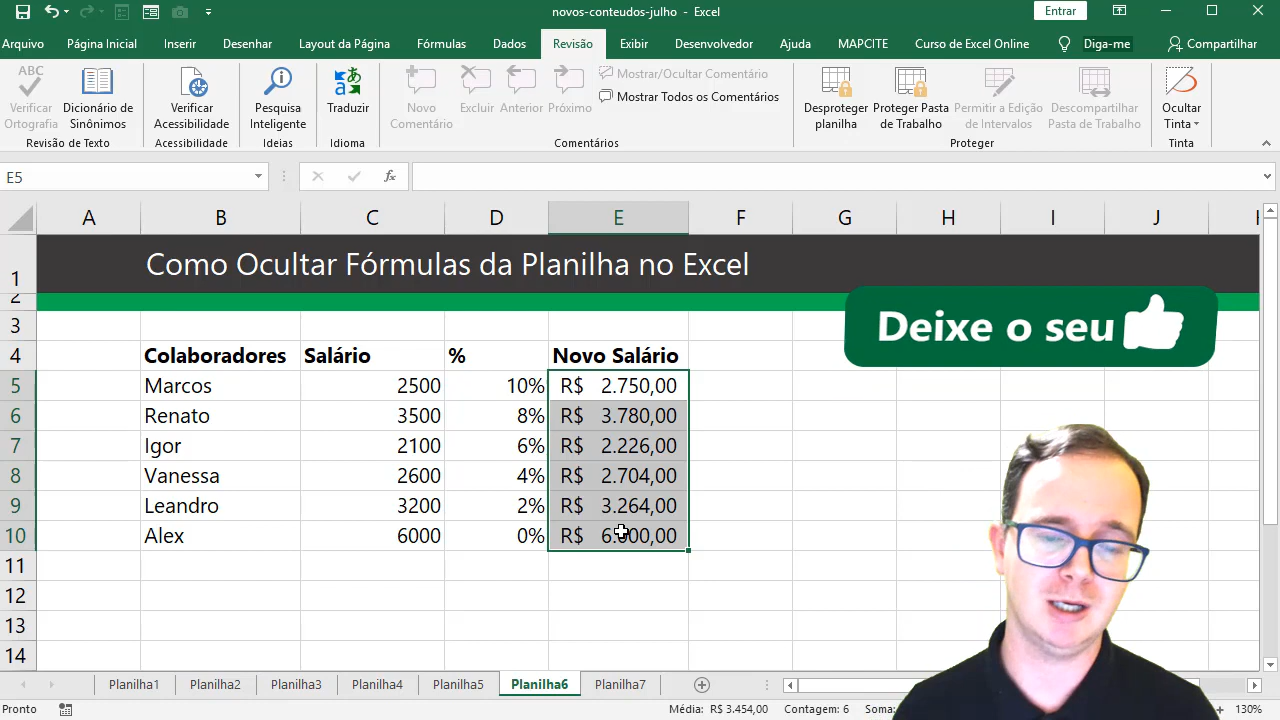 novos-conteudos-julho - Excel
Entrar
Arquivo Página Inicial Inserir Desenhar Layout da Página Fórmulas Dados Revisão Exibir Desenvolvedor Ajuda MAPCITE Curso de Excel Online Diga-me Compartilhar
ABC
Verificar Ortografia
Dicionário de Sinônimos
Revisão de Texto
Verificar Acessibilidade
Acessibilidade
Pesquisa Inteligente
Ideias
Traduzir
Idioma
Novo Comentário
Excluir
Anterior
Próximo
Mostrar/Ocultar Comentário
Mostrar Todos os Comentários
Comentários
Desproteger planilha
Proteger Pasta de Trabalho
Permitir a Edição de Intervalos
Descompartilhar Pasta de Trabalho
Proteger
Ocultar Tinta
Tinta
E5
fx
A B C D E F G H I J
1 Como Ocultar Fórmulas da Planilha no Excel
2
3
Deixe o seu
4 Colaboradores Salário % Novo Salário
5 Marcos 2500 10% R$ 2.750,00
6 Renato 3500 8% R$ 3.780,00
7 Igor 2100 6% R$ 2.226,00
8 Vanessa 2600 4% R$ 2.704,00
9 Leandro 3200 2% R$ 3.264,00
10 Alex 6000 0% R$
11
12
13
14
Planilha1 Planilha2 Planilha3 Planilha4 Planilha5 Planilha6 Planilha7
Pronto Média: R$ 3.454,00 Contagem: 6 Soma: 130%